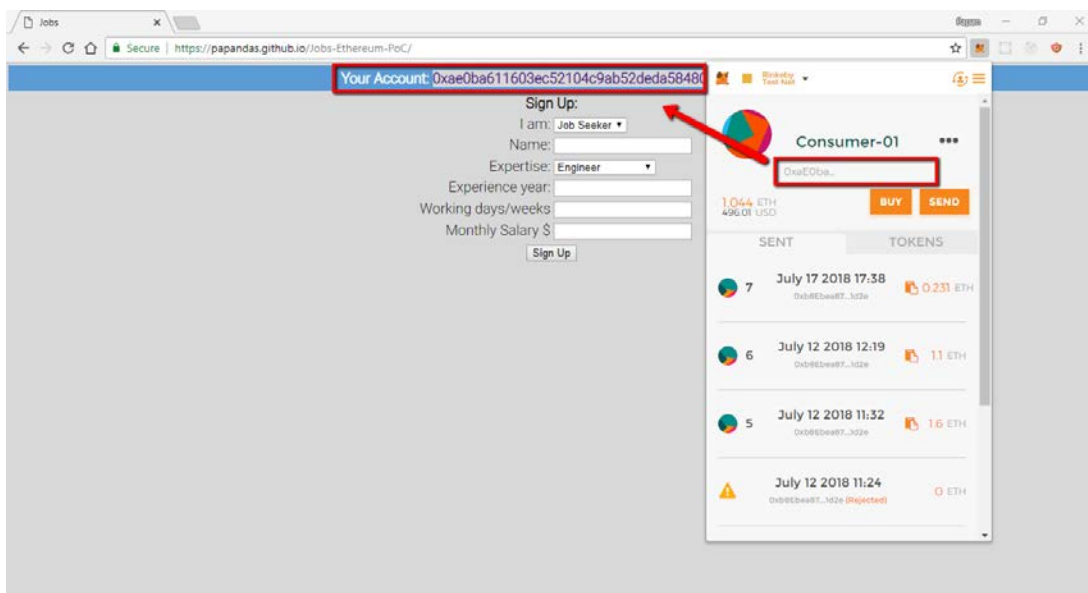 Jobs
Secure | https://papandas.github.io/Jobs-Ethereum-PoC/
Your Account: 0xae0ba611603ec52104c9ab52deda58480
Rinkeby
Test Net
Sign Up:
I am: Job Seeker
Name:
Expertise: Engineer
Experience year:
Working days/weeks
Monthly Salary $
Sign Up
Consumer-01
0xaE0ba...
1.044 ETH
496.01 USD
BUY
SEND
SENT
TOKENS
7
July 17 2018 17:38
0.231 ETH
6
July 12 2018 12:19
1.1 ETH
5
July 12 2018 11:32
1.6 ETH
July 12 2018 11:24
(Rejected)
0 ETH